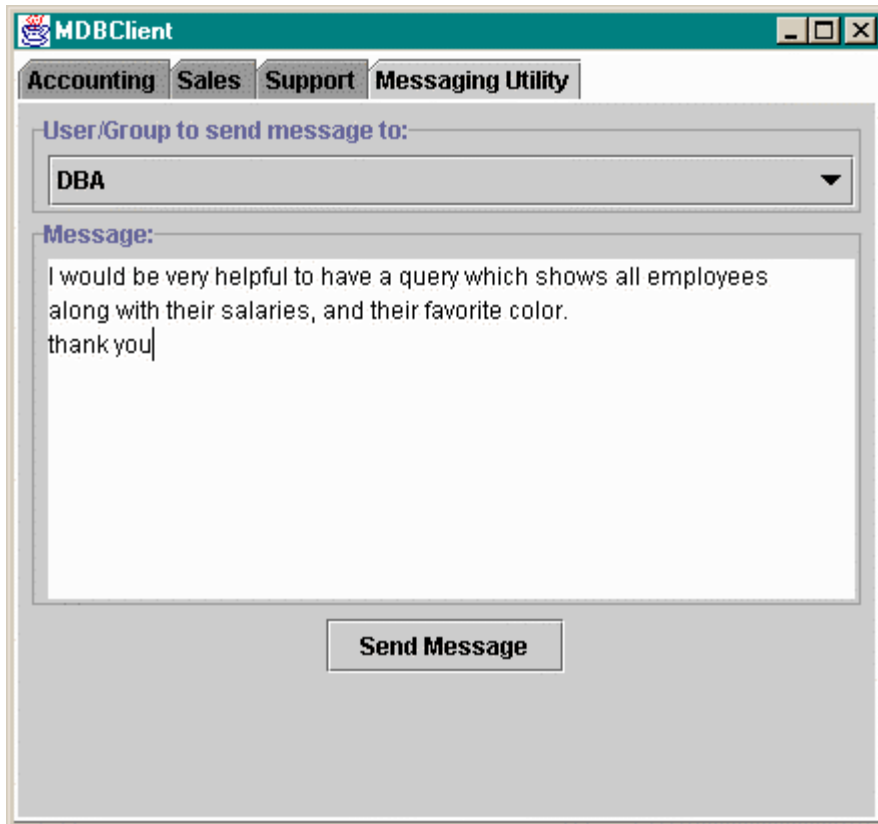 MDBClient
Accounting Sales Support Messaging Utility
User/Group to send message to:
DBA
Message:
I would be very helpful to have a query which shows all employees
along with their salaries, and their favorite color.
thank you
Send Message